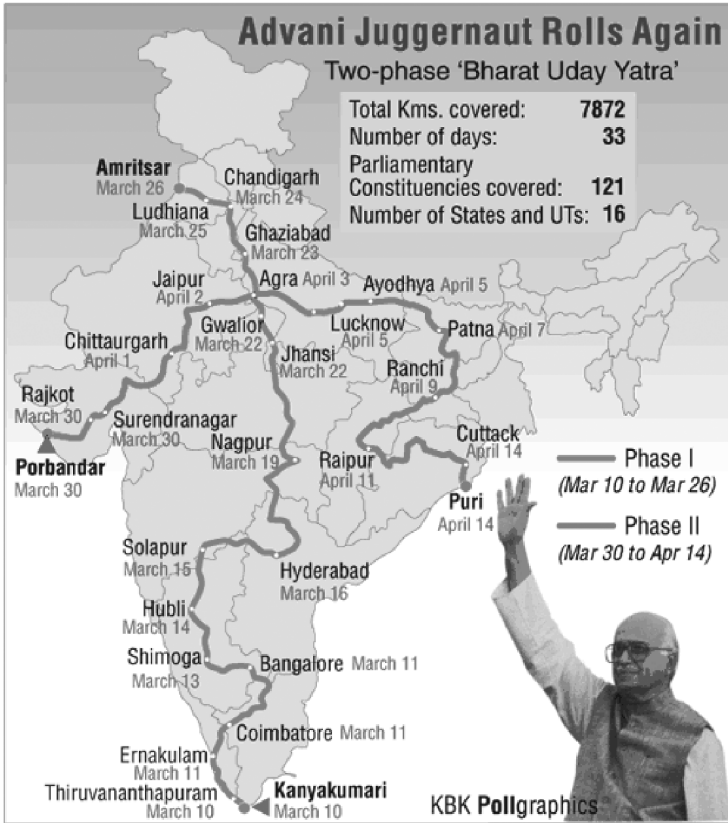 Advani Juggernaut Rolls Again
Two-phase ‘Bharat Uday Yatra’
Total Kms. covered: 7872
Number of days: 33
Parliamentary
Constituencies covered: 121
Number of States and UTs: 16
Amritsar
March 26
Chandigarh
March 24
Ludhiana
March 25
Ghaziabad
March 23
Jaipur
April 2
Agra April 3
Ayodhya April 5
Gwalior
March 22
Lucknow
April 5
Patna April 7
Chittaurgarh
April 1
Jhansi
March 22
Ranchi
April 9
Rajkot
March 30
Surendranagar
March 30
Nagpur
March 19
Raipur
April 11
Cuttack
April 14
Porbandar
March 30
Puri
April 14
Phase I
(Mar 10 to Mar 26)
Phase II
(Mar 30 to Apr 14)
Solapur
March 15
Hyderabad
March 16
Hubli
March 14
Shimoga
March 13
Bangalore March 11
Coimbatore March 11
Ernakulam
March 11
Thiruvananthapuram
March 10
Kanyakumari
March 10
KBK Pollgraphics